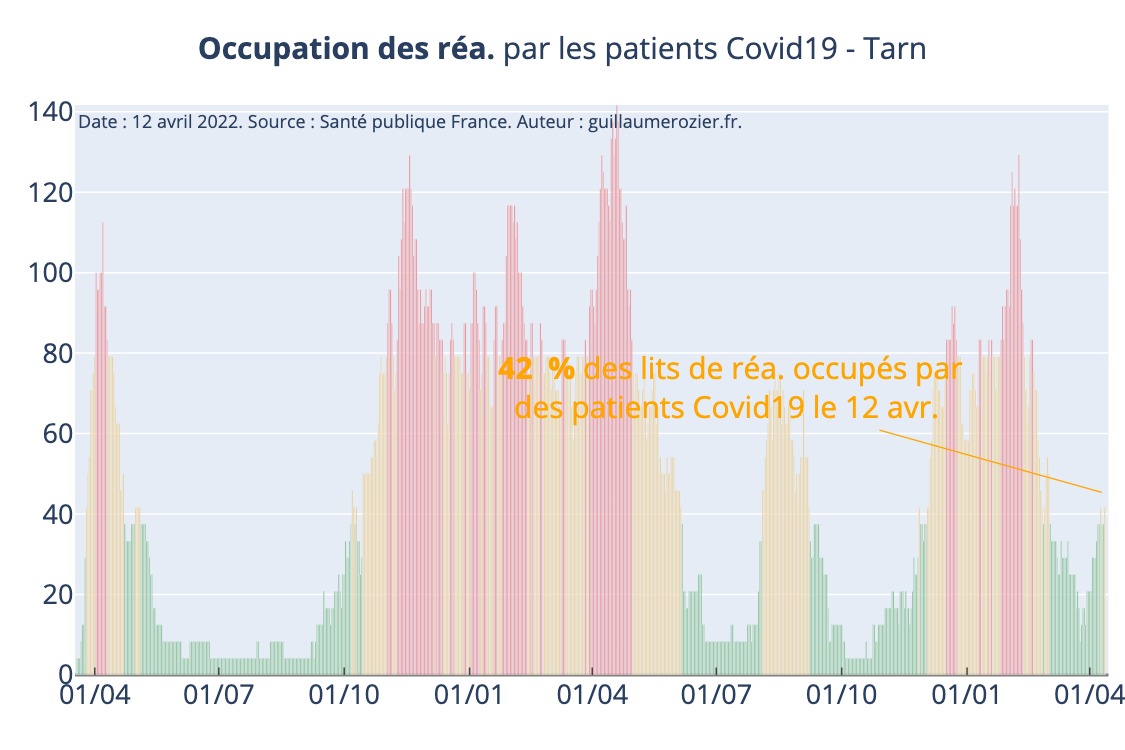 Occupation des réa. par les patients Covid19 - Tarn
140
Date : 12 avril 2022. Source : Santé publique France. Auteur : guillaumerozier.fr.
120
100
80
42 % des lits de réa. occupés par
des patients Covid19 le 12 avr.
60
40
20
0
01/04 01/07 01/10 01/01 01/04 01/07 01/10 01/01 01/04